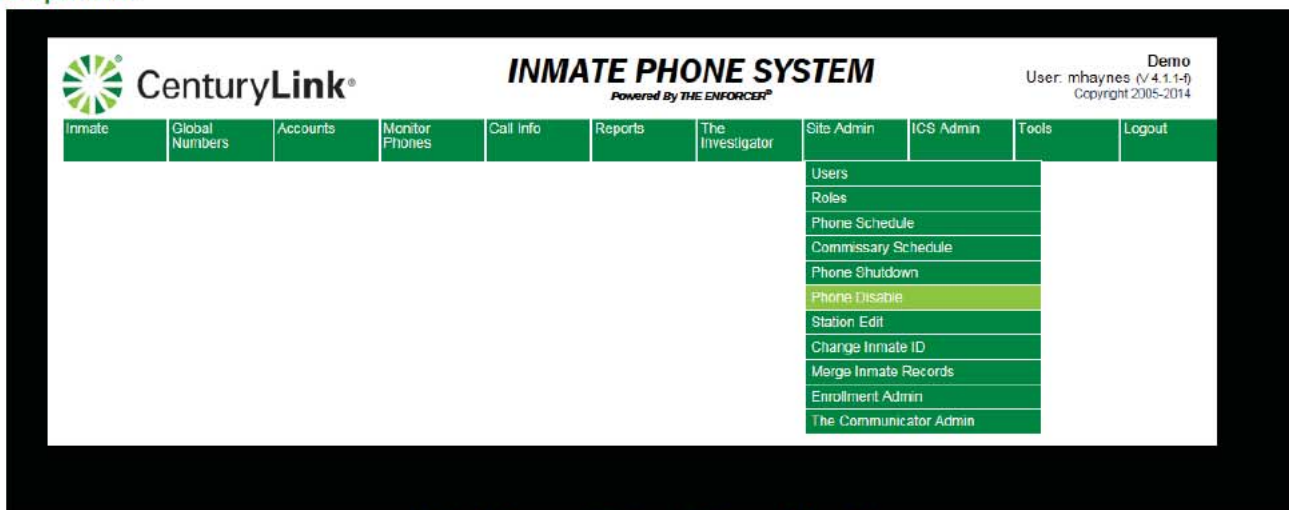 CenturyLink®
INMATE PHONE SYSTEM
Powered By THE ENFORCER®
Demo
User: mhaynes (V 4.1.1-f)
Copyright 2005-2014
Inmate
Global
Numbers
Accounts
Monitor
Phones
Call Info
Reports
The
Investigator
Site Admin
ICS Admin
Tools
Logout
Users
Roles
Phone Schedule
Commissary Schedule
Phone Shutdown
Phone Disable
Station Edit
Change Inmate ID
Merge Inmate Records
Enrollment Admin
The Communicator Admin